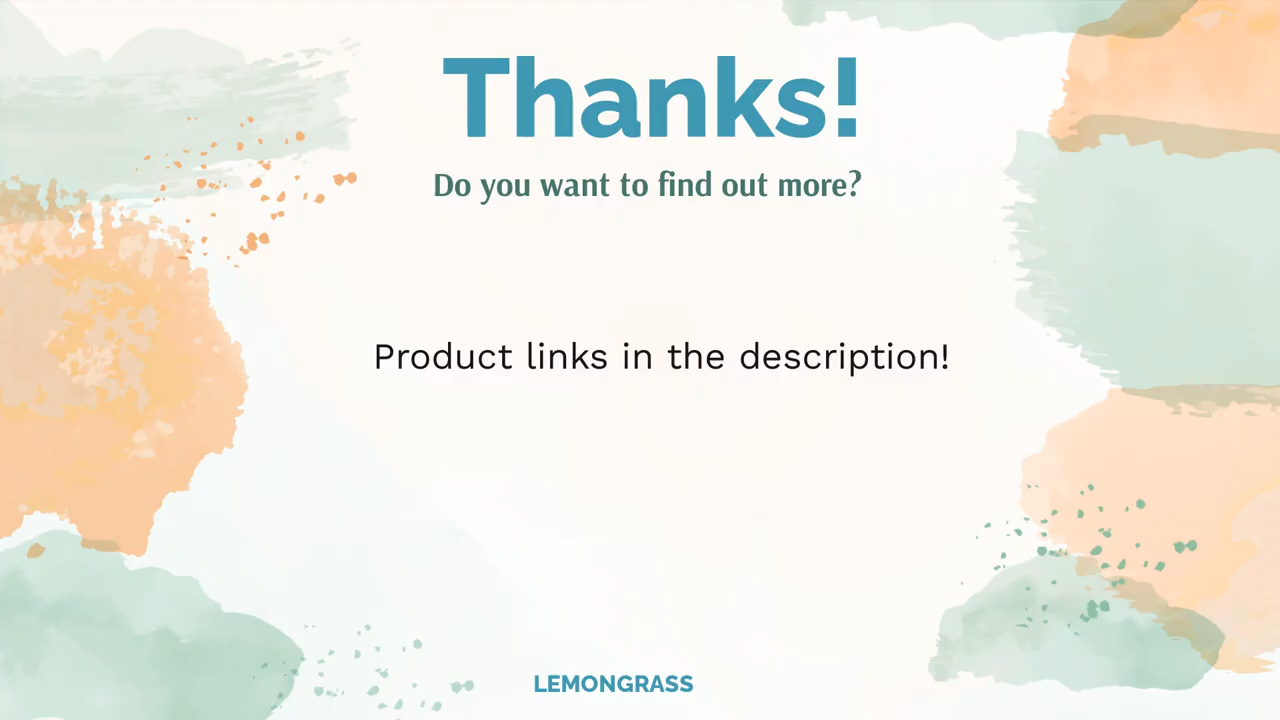 Thanks!
Do you want to find out more?
Product links in the description!
LEMONGRASS